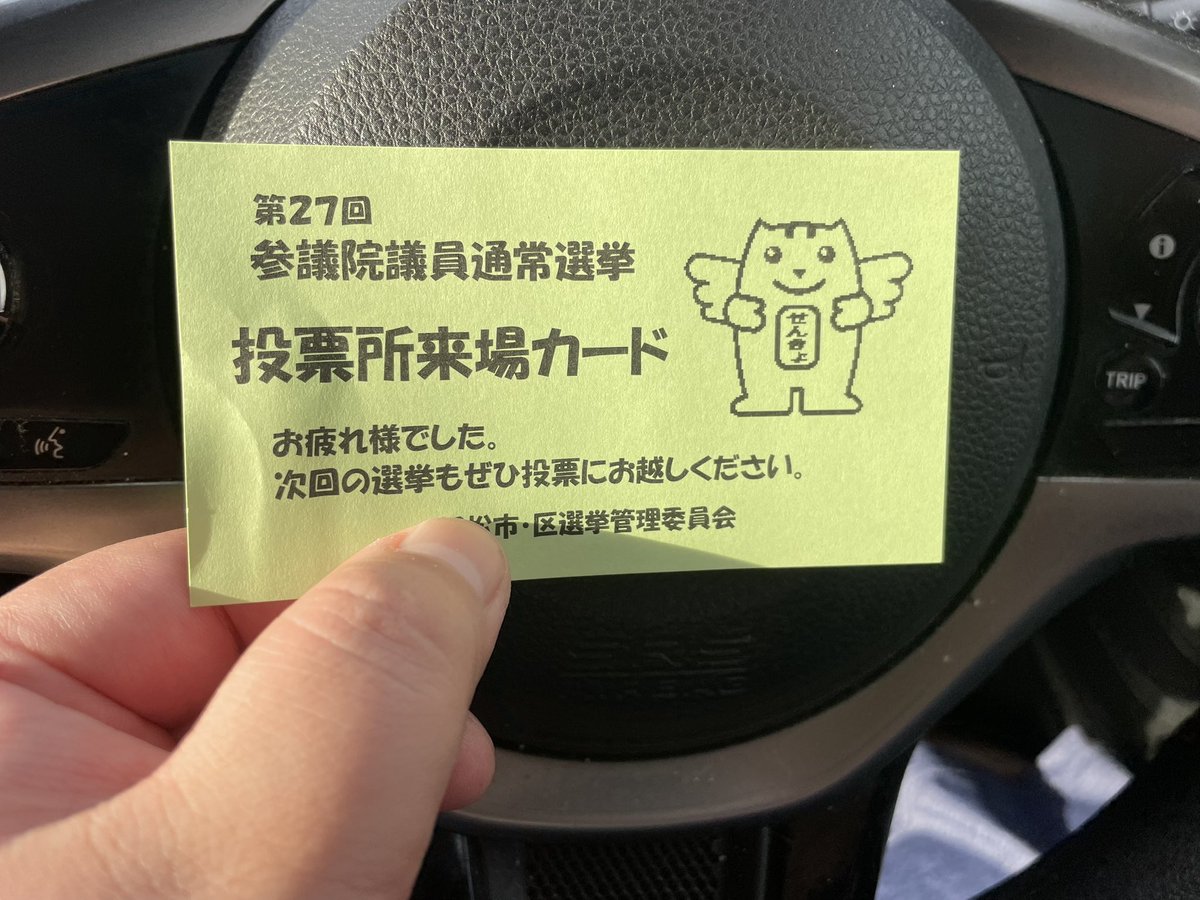 第27回
参議院議員通常選挙
投票所来場カード
せんきょ
お疲れ様でした。
次回の選挙もぜひ投票にお越しください。
松市・区選挙管理委員会
TRIP
i